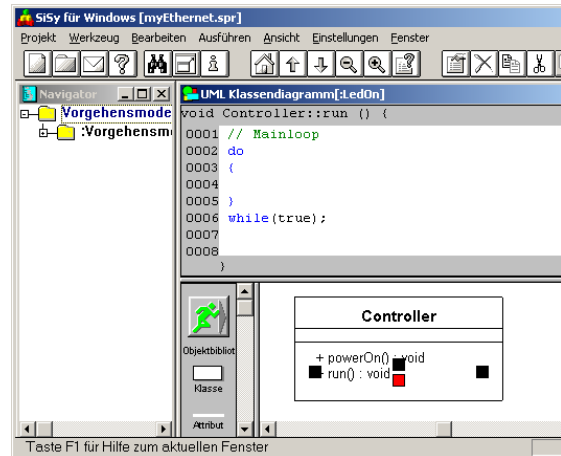 SiSy für Windows [myEthernet.spr]
Projekt Werkzeug Bearbeiten Ausführen Ansicht Einstellungen Fenster
Navigator
Vorgehensmode
:Vorgehensm
UML Klassendiagramm[:LedOn]
void Controller::run () {
0001 // Mainloop
0002 do
0003 {
0004
0005 }
0006 while(true);
0007
0008
}
Objektbibliot
Klasse
Attribut
Controller
+ powerOn() : void
run() : void
Taste F1 für Hilfe zum aktuellen Fenster